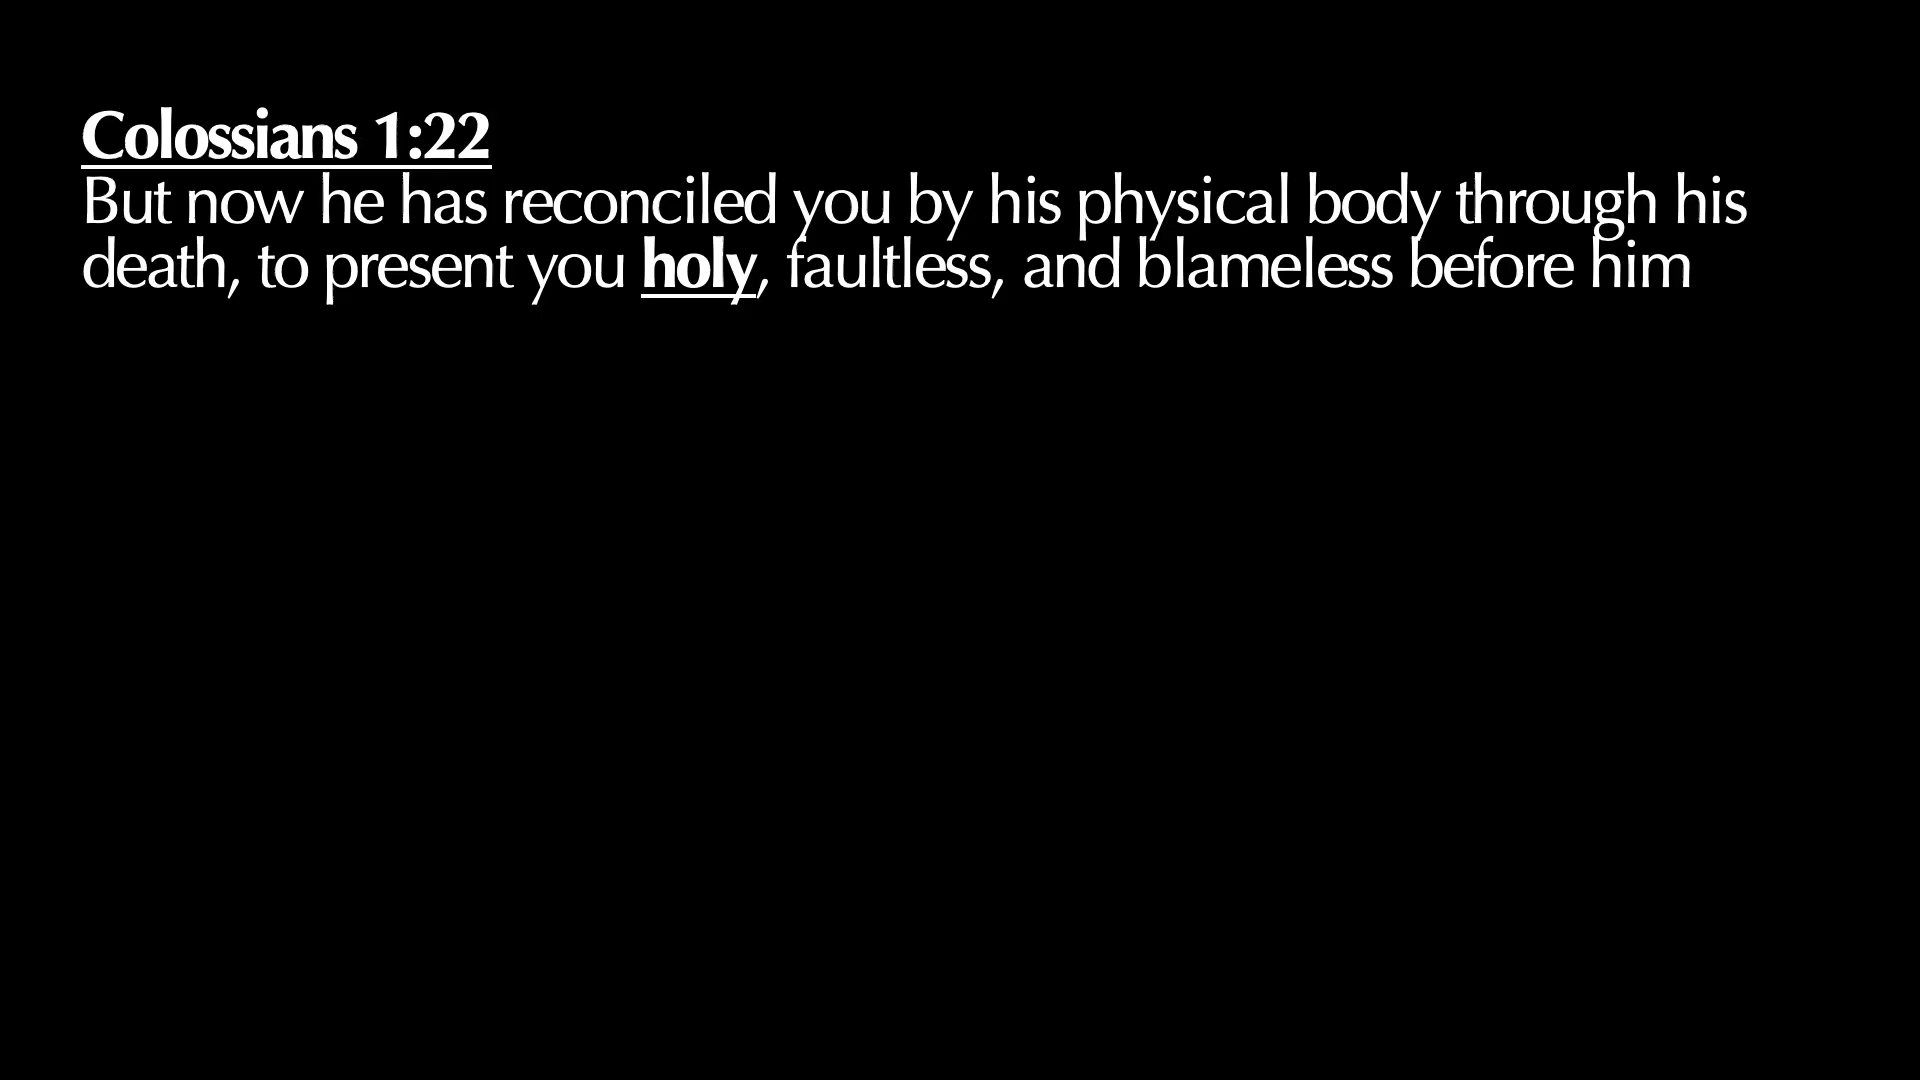 Colossians 1:22
But now he has reconciled you by his physical body through his
death, to present you holy, faultless, and blameless before him